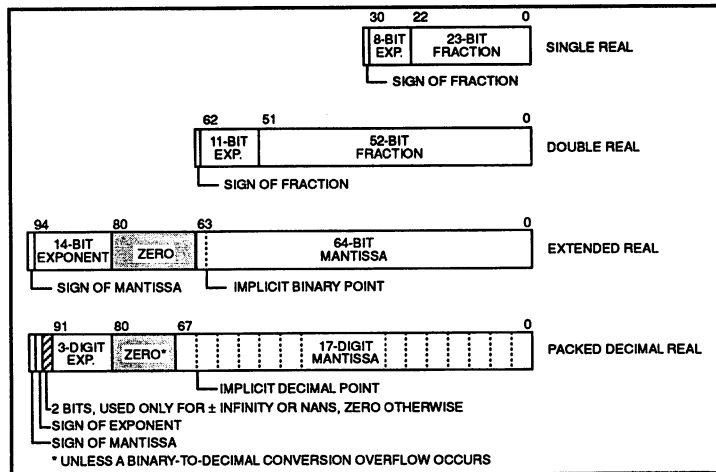 30 22 0
8-BIT EXP. 23-BIT FRACTION SINGLE REAL
SIGN OF FRACTION
62 51 0
11-BIT EXP. 52-BIT FRACTION DOUBLE REAL
SIGN OF FRACTION
94 80 63 0
14-BIT EXPONENT ZERO 64-BIT MANTISSA EXTENDED REAL
SIGN OF MANTISSA IMPLICIT BINARY POINT
91 80 67 0
3-DIGIT EXP. ZERO* 17-DIGIT MANTISSA PACKED DECIMAL REAL
IMPLICIT DECIMAL POINT
2 BITS, USED ONLY FOR ± INFINITY OR NANS, ZERO OTHERWISE
SIGN OF EXPONENT
SIGN OF MANTISSA
* UNLESS A BINARY-TO-DECIMAL CONVERSION OVERFLOW OCCURS